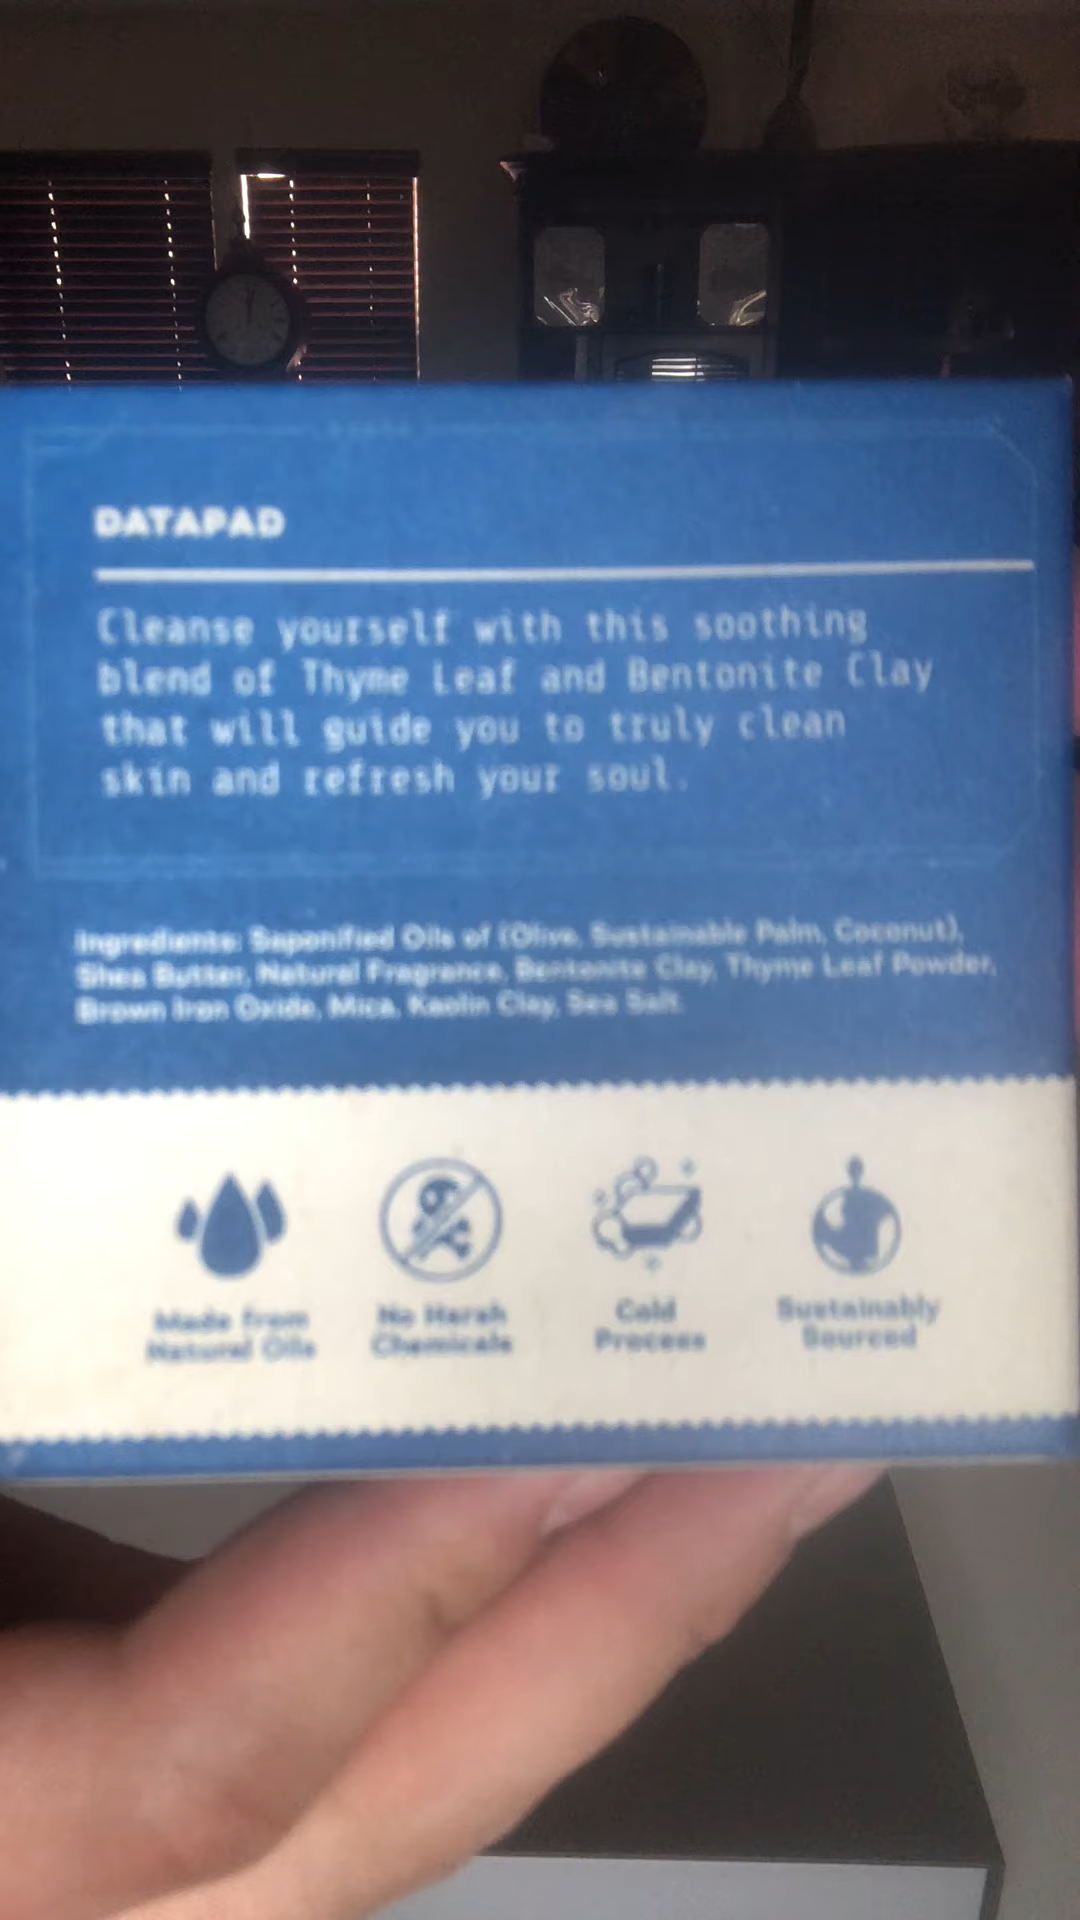 DATAPAD
Cleanse yourself with this soothing
blend of Thyme Leaf and Bentonite Clay
that will guide you to truly clean
skin and refresh your soul.
Ingredients: Saponified Oils of (Olive, Sustainable Palm, Coconut),
Shea Butter, Natural Fragrance, Bentonite Clay, Thyme Leaf Powder,
Brown Iron Oxide, Mica, Kaolin Clay, Sea Salt
Made from
Natural Oils
No Harsh
Chemicals
Cold
Process
Sustainably
Sourced